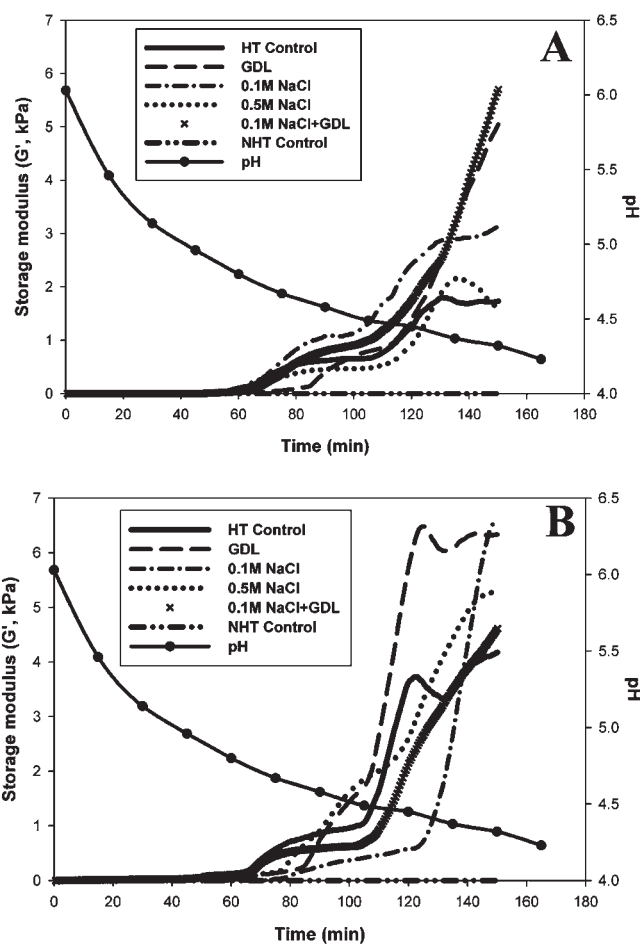 A
HT Control
GDL
0.1M NaCl
0.5M NaCl
0.1M NaCl+GDL
NHT Control
pH
Storage modulus (G', kPa)
7
6
5
4
3
2
1
0
6.5
6.0
5.5
5.0
4.5
4.0
pH
0 20 40 60 80 100 120 140 160 180
Time (min)
B
HT Control
GDL
0.1M NaCl
0.5M NaCl
0.1M NaCl+GDL
NHT Control
pH
Storage modulus (G', kPa)
7
6
5
4
3
2
1
0
6.5
6.0
5.5
5.0
4.5
4.0
pH
0 20 40 60 80 100 120 140 160 180
Time (min)